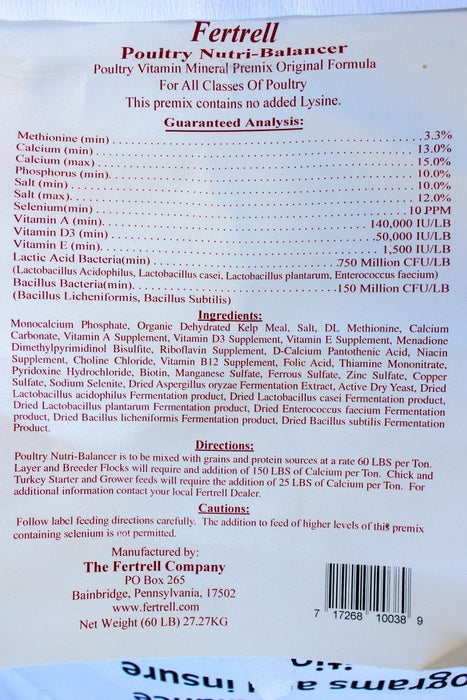 Fertrell
Poultry Nutri-Balancer
Poultry Vitamin Mineral Premix Original Formula
For All Classes Of Poultry
This premix contains no added Lysine.
Guaranteed Analysis:
Methionine (min) 3.3%
Calcium (min) 13.0%
Calcium (max) 15.0%
Phosphorus (min). 10.0%
Salt (min) 10.0%
Salt (max). 12.0%
Selenium(min) 10 PPM
Vitamin A (min). 140,000 IU/LB
Vitamin D3 (min) 50,000 IU/LB
Vitamin E (min). 1,500 IU/LB
Lactic Acid Bacteria(min) 750 Million CFU/LB
(Lactobacillus Acidophilus, Lactobacillus casei, Lactobacillus plantarum, Enterococcus faecium)
Bacillus Bacteria(min). 150 Million CFU/LB
(Bacillus Licheniformis, Bacillus Subtilis)
Ingredients:
Monocalcium Phosphate, Organic Dehydrated Kelp Meal, Salt, DL Methionine, Calcium
Carbonate, Vitamin A Supplement, Vitamin D3 Supplement, Vitamin E Supplement, Menadione
Dimethylpyrimidinol Bisulfite, Riboflavin Supplement, D-Calcium Pantothenic Acid, Niacin
Supplement, Choline Chloride, Vitamin B12 Supplement, Folic Acid, Thiamine Mononitrate,
Pyridoxine Hydrochloride, Biotin, Manganese Sulfate, Ferrous Sulfate, Zinc Sulfate, Copper
Sulfate, Sodium Selenite, Dried Aspergillus oryzae Fermentation Extract, Active Dry Yeast, Dried
Lactobacillus acidophilus Fermentation product, Dried Lactobacillus casei Fermentation product,
Dried Lactobacillus plantarum Fermentation product, Dried Enterococcus faecium Fermentation
product, Dried Bacillus licheniformis Fermentation product, Dried Bacillus subtilis Fermentation
Product.
Directions:
Poultry Nutri-Balancer is to be mixed with grains and protein sources at a rate 60 LBS per Ton.
Layer and Breeder Flocks will require and addition of 150 LBS of Calcium per Ton. Chick and
Turkey Starter and Grower feeds will require the addition of 25 LBS of Calcium per Ton. For
additional information contact your local Fertrell Dealer.
Cautions:
Follow label feeding directions carefully. The addition to feed of higher levels of this premix
containing selenium is not permitted.
Manufactured by:
The Fertrell Company
PO Box 265
Bainbridge, Pennsylvania, 17502
www.fertrell.com
Net Weight (60 LB) 27.27KG
7 17268 10038 9